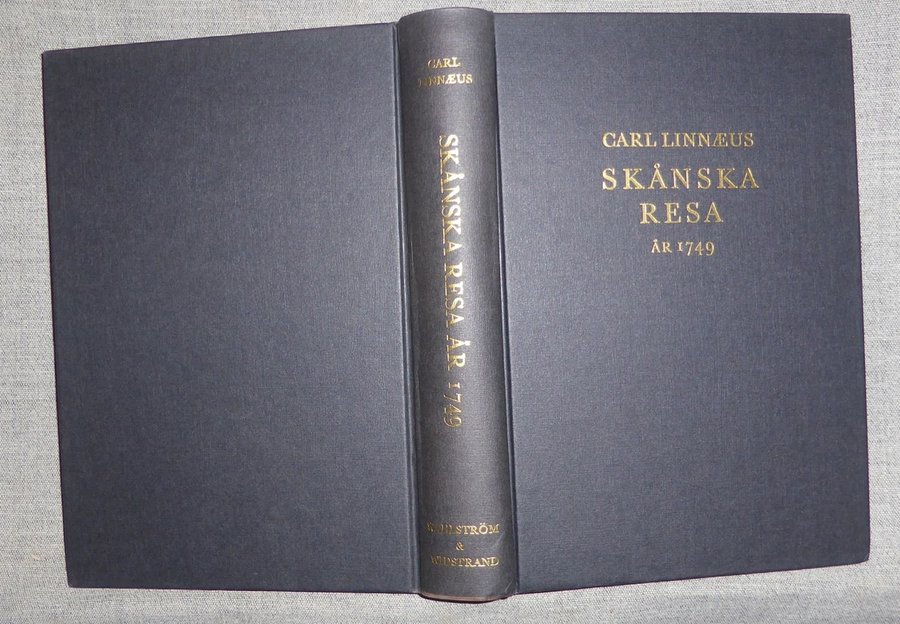 CARL
LINNÆUS
SKÅNSKA RESA ÅR 1749
WAHLSTRÖM
&
WIDSTRAND
CARL LINNÆUS
SKÅNSKA
RESA
ÅR 1749